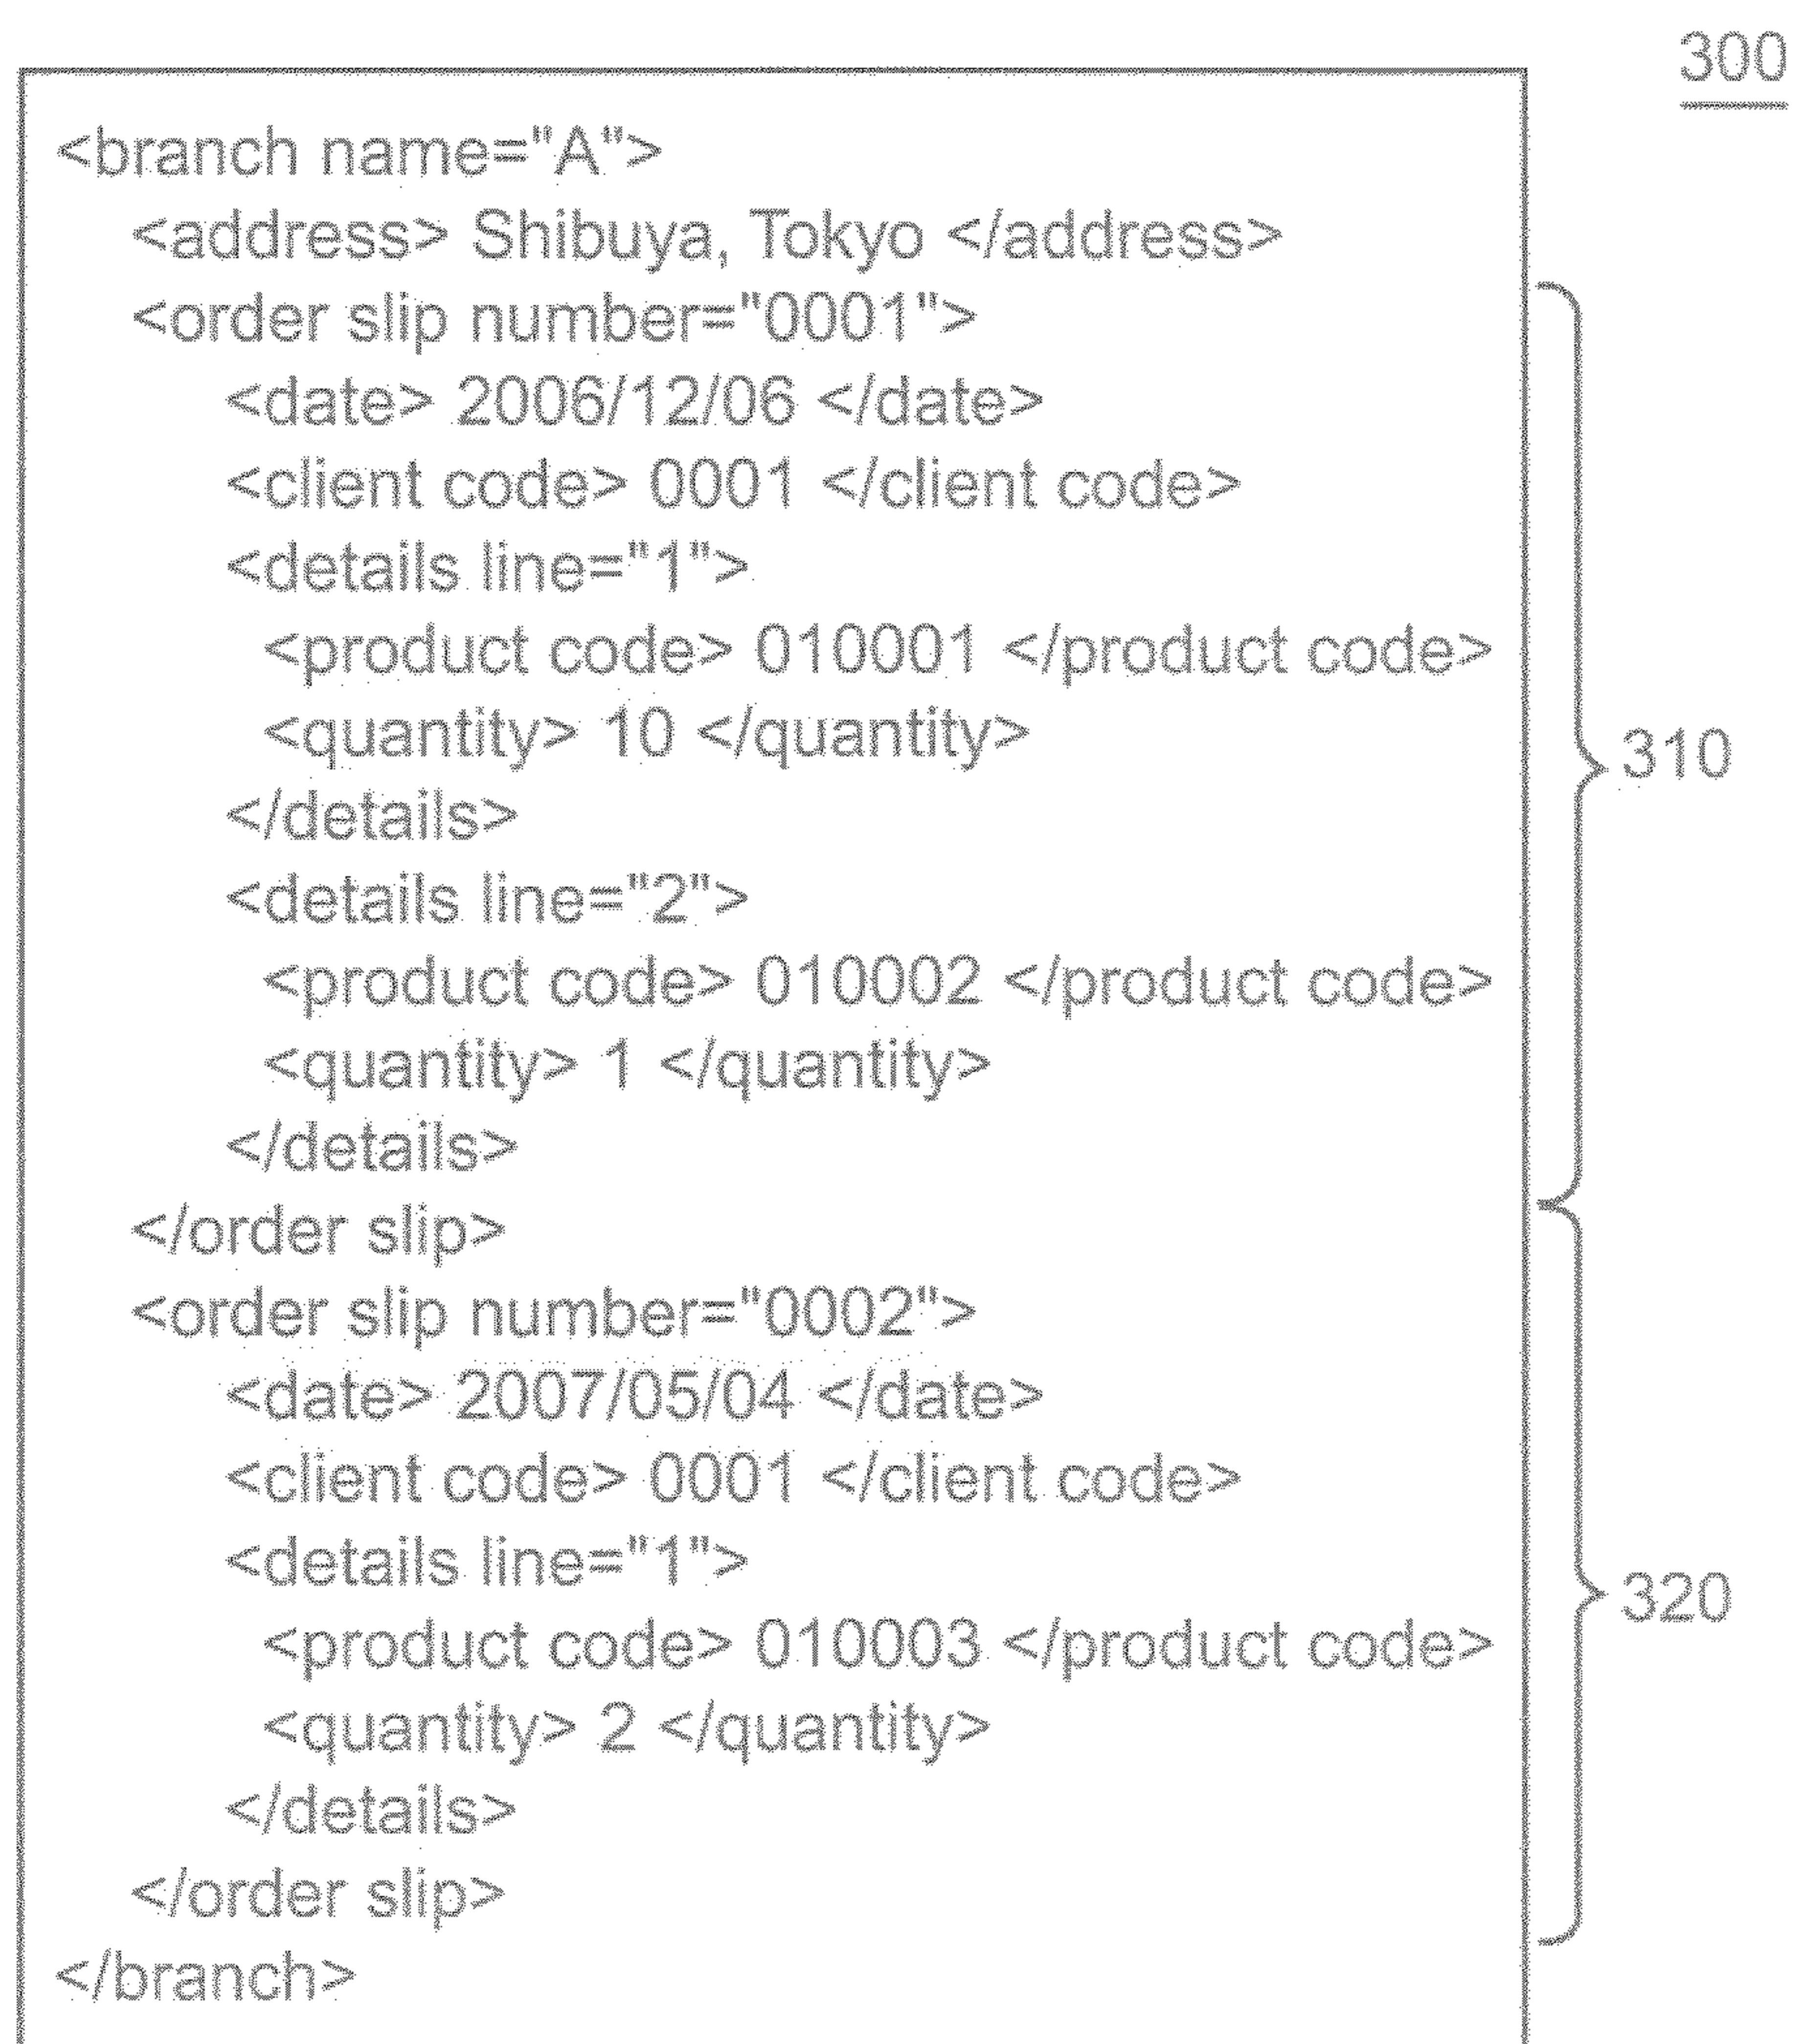 300
<branch name="A">
<address> Shibuya, Tokyo </address>
<order slip number="0001">
<date> 2006/12/06 </date>
<client code> 0001 </client code>
<details line="1">
<product code> 010001 </product code>
<quantity> 10 </quantity>
310
</details>
<details line="2">
<product code> 010002 </product code>
<quantity> 1 </quantity>
</details>
</order slip>
<order slip number="0002">
<date> 2007/05/04 </date>
<client code> 0001 </client code>
<details line="1">
320
<product code> 010003 </product code>
<quantity> 2 </quantity>
</details>
</order slip>
</branch>